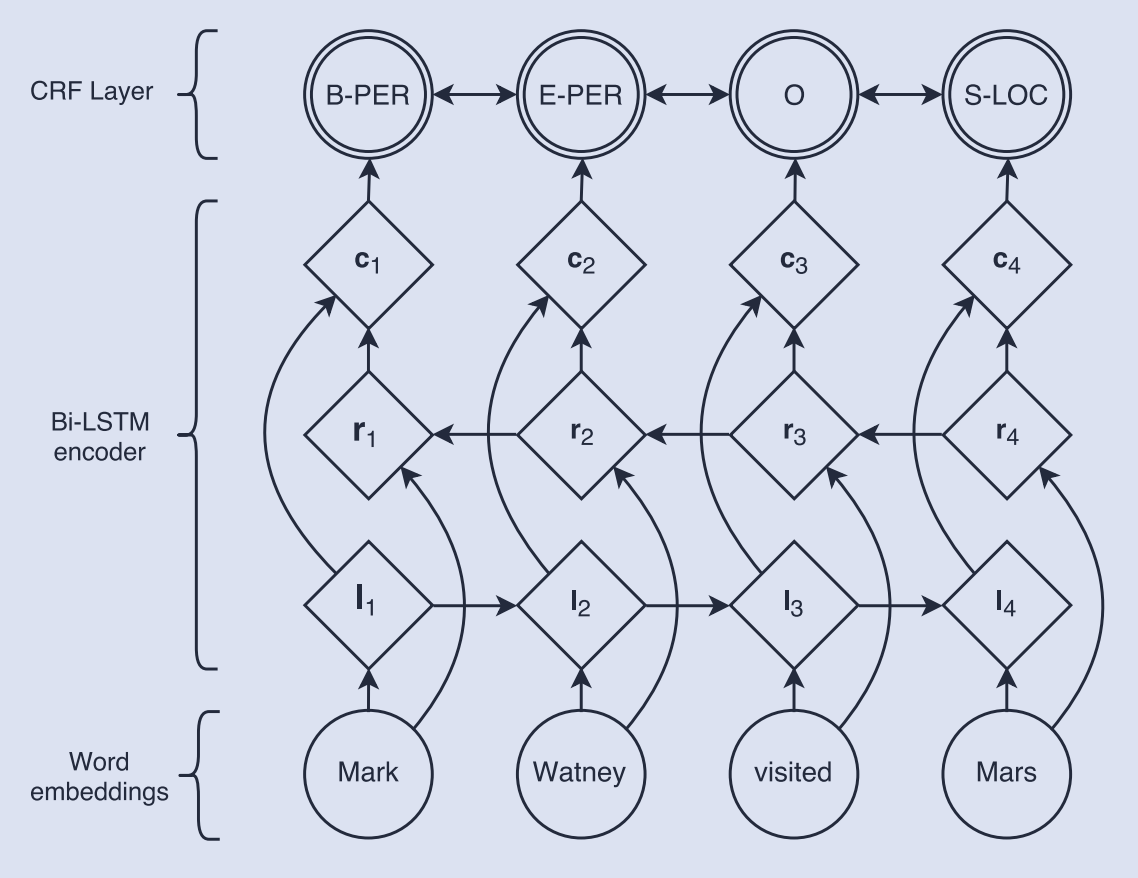 CRF Layer
B-PER
E-PER
O
S-LOC
c1
c2
c3
c4
Bi-LSTM
encoder
r1
r2
r3
r4
l1
l2
l3
l4
Word
embeddings
Mark
Watney
visited
Mars